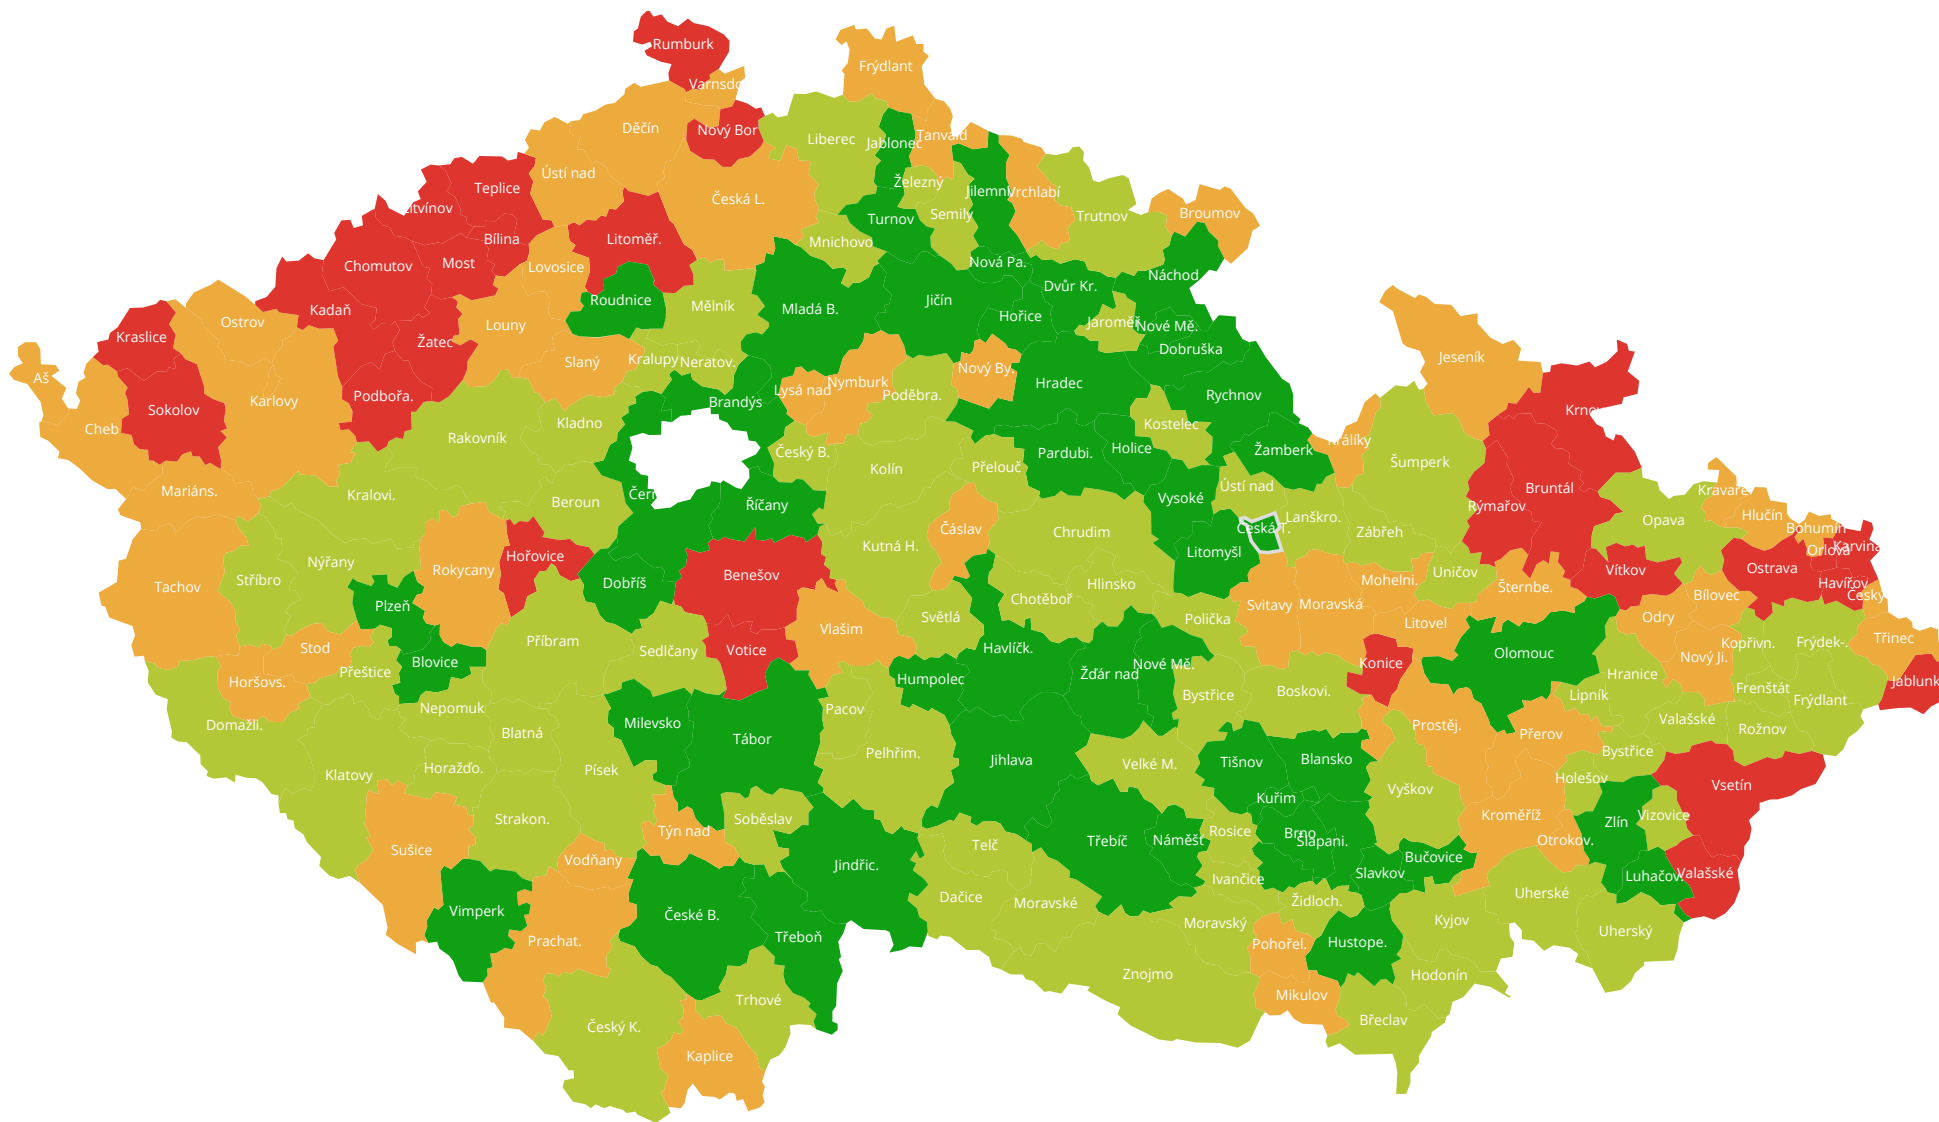 Rumburk
Frýdlant
Varnsdo
Děčín
Nový Bor
Tanvald
Liberec
Jablonec
Ústí nad
Železný
Teplice
Jilemni
Vrchlabí
Česká L.
itvínov
Semily
Broumov
Trutnov
Turnov
Bílina
Litoměř.
Mnichovo
Most
Nová Pa.
Chomutov
Lovosice
Náchod
Dvůr Kr.
Roudnice
Jičín
Mělník
Mladá B.
Kadaň
Hořice
Ostrov
Jaroměř
Louny
Nové Mě.
Kraslice
Žatec
Dobruška
Jeseník
Kralupy
Slaný
Neratov.
Nový By.
Aš
Nymburk
Hradec
Lysá nad
Poděbra.
Rychnov
Podbořa.
Karlovy
Brandýs
Sokolov
Krno
Kladno
Kostelec
Cheb
Rakovník
Králíky
Holice
Žamberk
Český B.
Pardubi.
Šumperk
Přelouč
Kolín
Ústí nad
Bruntál
Kravaře
Mariáns.
Kralovi.
Čern
Vysoké
Beroun
Říčany
Rýmařov
Hlučín
Lanškro.
Opava
Bohumín
Česká T.
Čáslav
Chrudim
Zábřeh
Kutná H.
Karviná
Orlová
Litomyšl
Hořovice
Nýřany
Ostrava
Rokycany
Vítkov
Uničov
Benešov
Stříbro
Mohelni.
Dobříš
Hlinsko
Havířov
Tachov
Šternbe.
Český
Bílovec
Chotěboř
Plzeň
Svitavy
Moravská
Světlá
Odry
Polička
Litovel
Vlašim
Třinec
Příbram
Frýdek-.
Kopřivn.
Stod
Havlíčk.
Votice
Sedlčany
Olomouc
Nový Ji.
Blovice
Konice
Nové Mě.
Přeštice
Žďár nad
Hranice
Humpolec
Jablunk
Horšovs.
Frenštát
Boskovi.
Bystřice
Lipník
Frýdlant
Nepomuk
Pacov
Valašské
Milevsko
Domažli.
Prostěj.
Rožnov
Blatná
Přerov
Tábor
Bystřice
Pelhřim.
Jihlava
Blansko
Tišnov
Velké M.
Horažďo.
Písek
Klatovy
Holešov
Vsetín
Vyškov
Kuřim
Kroměříž
Vizovice
Strakon.
Soběslav
Zlín
Týn nad
Rosice
Brno
Šlapani.
Náměšť
Třebíč
Otrokov.
Telč
Sušice
Bučovice
Vodňany
Jindřic.
Slavkov
Valašské
Luhačov.
Ivančice
Uherské
Dačice
Židloch.
Moravské
Vimperk
České B.
Kyjov
Moravský
Uherský
Třeboň
Prachat.
Hustope.
Pohořel.
Znojmo
Hodonín
Mikulov
Trhové
Břeclav
Český K.
Kaplice